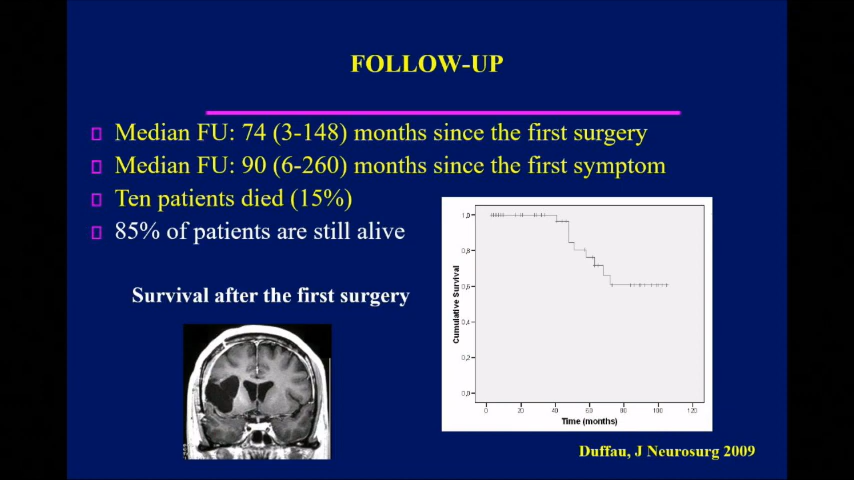 FOLLOW-UP
Median FU: 74 (3-148) months since the first surgery
Median FU: 90 (6-260) months since the first symptom
Ten patients died (15%)
85% of patients are still alive
Survival after the first surgery
Cumulative Survival
1,0
0,8
0,6
0,4
0,2
0,0
0 20 40 60 80 100 120
Time (months)
Duffau, J Neurosurg 2009